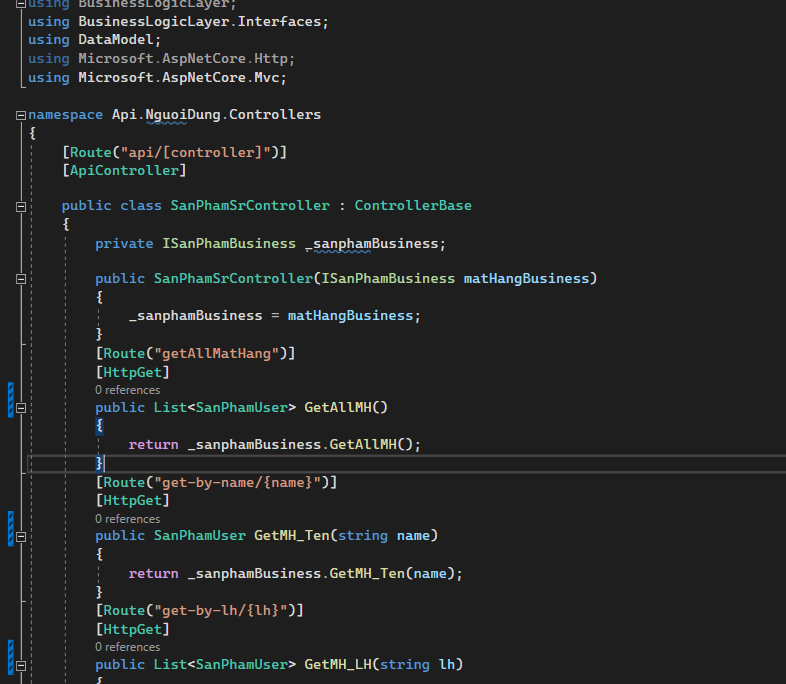 using BusinessLogicLayer;
using BusinessLogicLayer.Interfaces;
using DataModel;
using Microsoft.AspNetCore.Http;
using Microsoft.AspNetCore.Mvc;
namespace Api.NguoiDung.Controllers
{
[Route("api/[controller]")]
[ApiController]
public class SanPhamSrController : ControllerBase
{
private ISanPhamBusiness _sanphamBusiness;
public SanPhamSrController(ISanPhamBusiness matHangBusiness)
{
_sanphamBusiness = matHangBusiness;
}
[Route("getAllMatHang")]
[HttpGet]
0 references
public List<SanPhamUser> GetAllMH()
{
return _sanphamBusiness.GetAllMH();
}
[Route("get-by-name/{name}")]
[HttpGet]
0 references
public SanPhamUser GetMH_Ten(string name)
{
return _sanphamBusiness.GetMH_Ten(name);
}
[Route("get-by-lh/{lh}")]
[HttpGet]
0 references
public List<SanPhamUser> GetMH_LH(string lh)
{